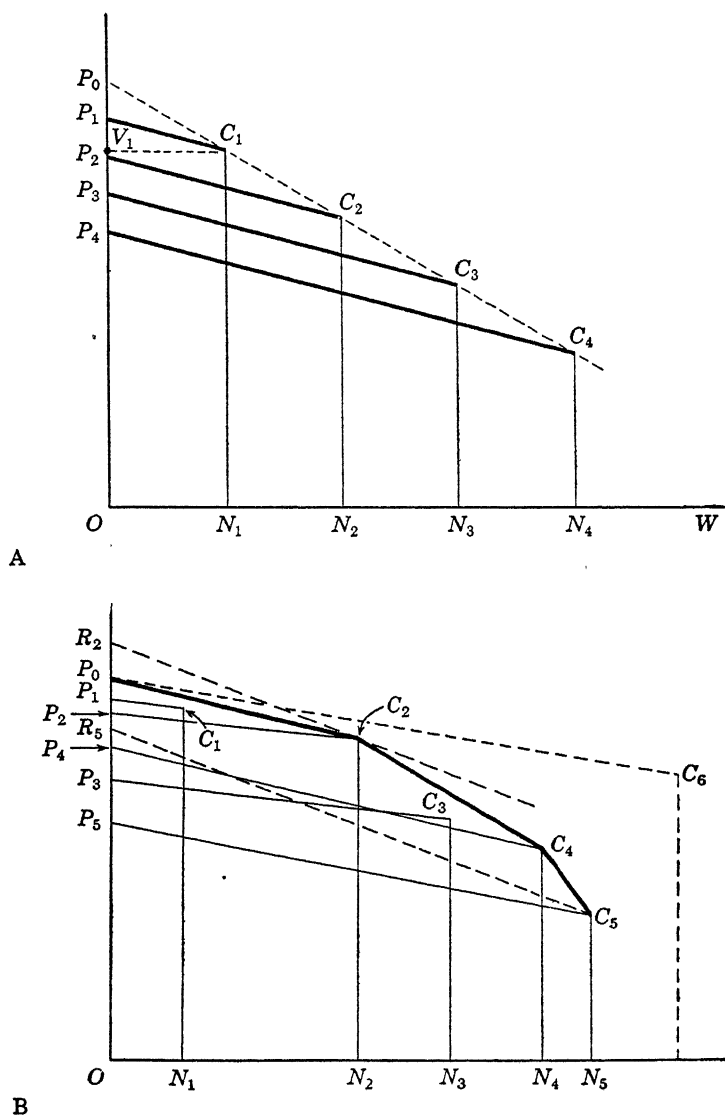 P₀
P₁
V₁
C₁
P₂
C₂
P₃
P₄
C₃
C₄
O N₁ N₂ N₃ N₄ W
A
R₂
P₀
P₁
C₂
P₂
R₅
C₁
P₄
C₆
P₃
C₃
P₅
C₄
C₅
O N₁ N₂ N₃ N₄ N₅
B